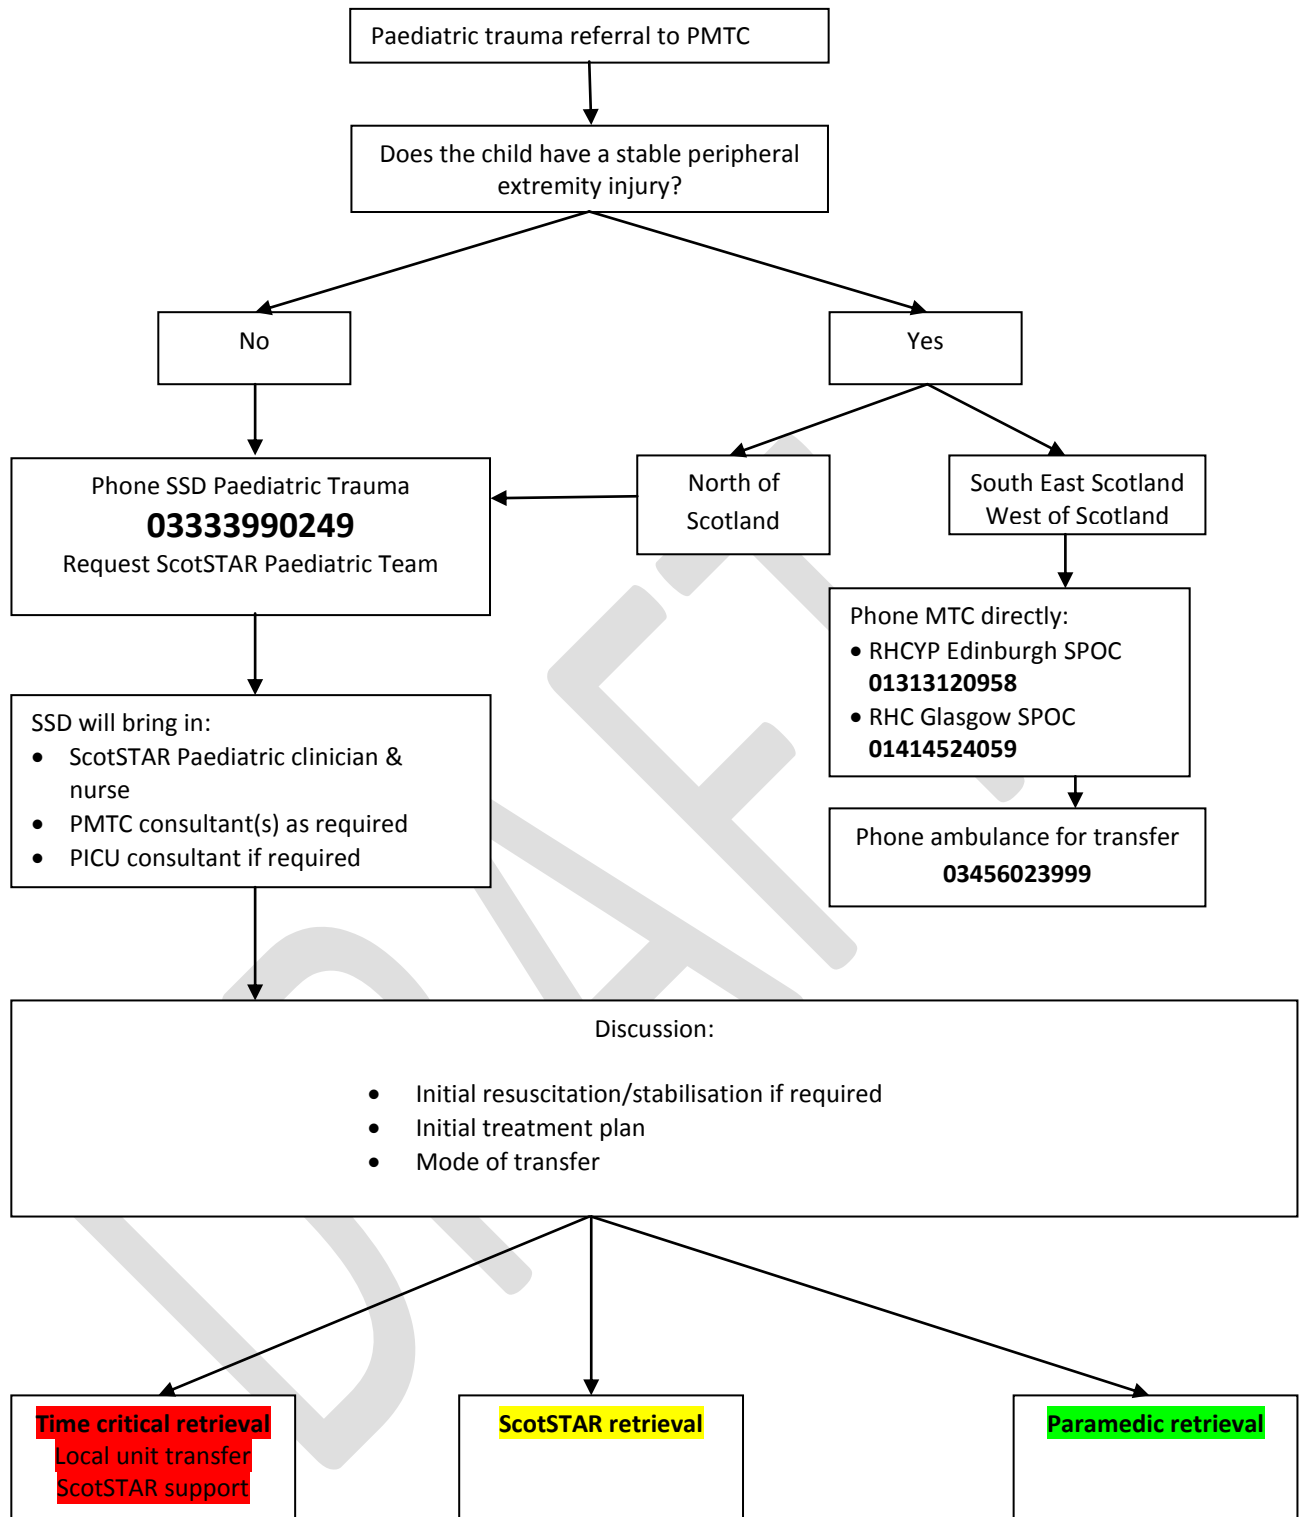 Paediatric trauma referral to PMTC
Does the child have a stable peripheral
extremity injury?
No
Yes
Phone SSD Paediatric Trauma
03333990249
Request ScotSTAR Paediatric Team
North of
Scotland
South East Scotland
West of Scotland
Phone MTC directly:
• RHCYP Edinburgh SPOC
01313120958
• RHC Glasgow SPOC
01414524059
SSD will bring in:
• ScotSTAR Paediatric clinician &
nurse
• PMTC consultant(s) as required
• PICU consultant if required
Phone ambulance for transfer
03456023999
Discussion:
• Initial resuscitation/stabilisation if required
• Initial treatment plan
• Mode of transfer
Time critical retrieval
Local unit transfer
ScotSTAR support
ScotSTAR retrieval
Paramedic retrieval
DRAFT